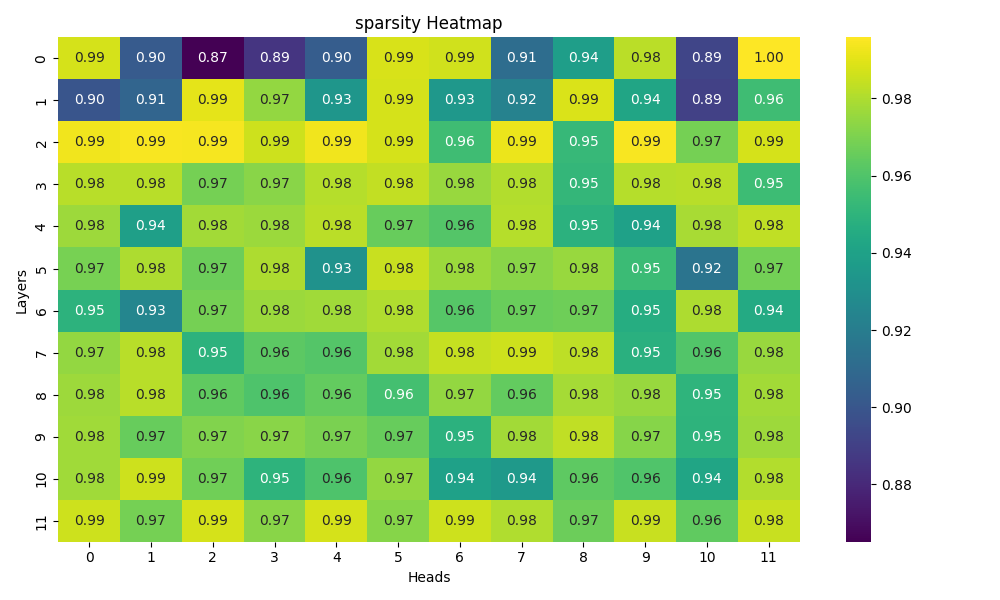 sparsity Heatmap
0 0.99 0.90 0.87 0.89 0.90 0.99 0.99 0.91 0.94 0.98 0.89 1.00
1 0.90 0.91 0.99 0.97 0.93 0.99 0.93 0.92 0.99 0.94 0.89 0.96
2 0.99 0.99 0.99 0.99 0.99 0.99 0.96 0.99 0.95 0.99 0.97 0.99
3 0.98 0.98 0.97 0.97 0.98 0.98 0.98 0.98 0.95 0.98 0.98 0.95
4 0.98 0.94 0.98 0.98 0.98 0.97 0.96 0.98 0.95 0.94 0.98 0.98
5 0.97 0.98 0.97 0.98 0.93 0.98 0.98 0.97 0.98 0.95 0.92 0.97
6 0.95 0.93 0.97 0.98 0.98 0.98 0.96 0.97 0.97 0.95 0.98 0.94
7 0.97 0.98 0.95 0.96 0.96 0.98 0.98 0.99 0.98 0.95 0.96 0.98
8 0.98 0.98 0.96 0.96 0.96 0.96 0.97 0.96 0.98 0.98 0.95 0.98
9 0.98 0.97 0.97 0.97 0.97 0.97 0.95 0.98 0.98 0.97 0.95 0.98
10 0.98 0.99 0.97 0.95 0.96 0.97 0.94 0.94 0.96 0.96 0.94 0.98
11 0.99 0.97 0.99 0.97 0.99 0.97 0.99 0.98 0.97 0.99 0.96 0.98
0 1 2 3 4 5 6 7 8 9 10 11
Heads
Layers
0.98
0.96
0.94
0.92
0.90
0.88